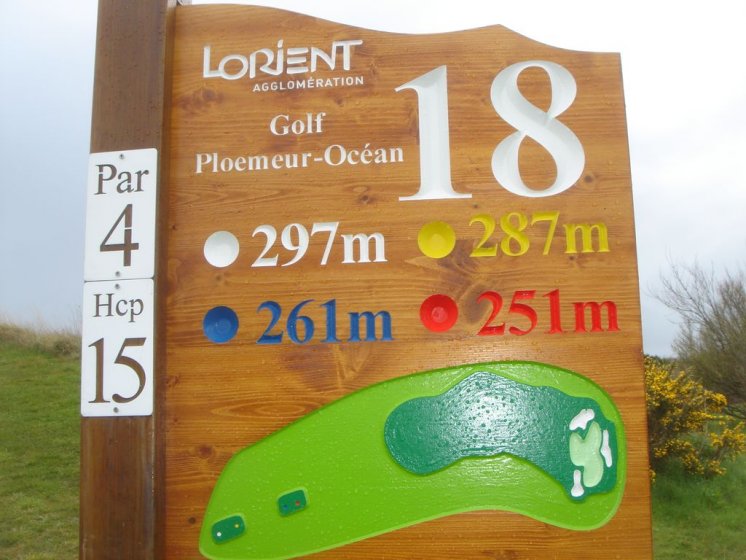 LORIENT
AGGLOMÉRATION
Golf
Ploemeur-Océan
18
Par
4
Hcp
15
297m
287m
261m
251m